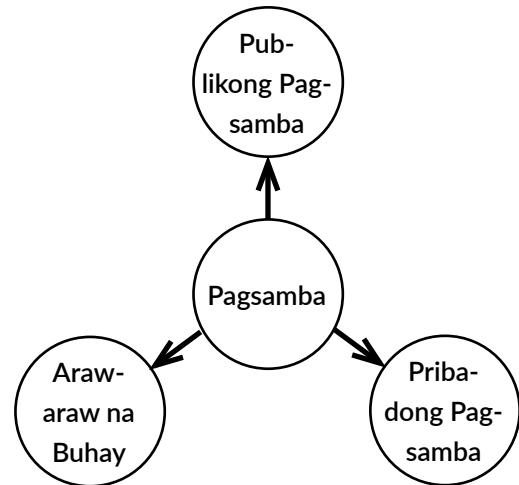 Pub-
likong Pag-
samba
Pagsamba
Araw-
araw na
Buhay
Priba-
dong Pag-
samba